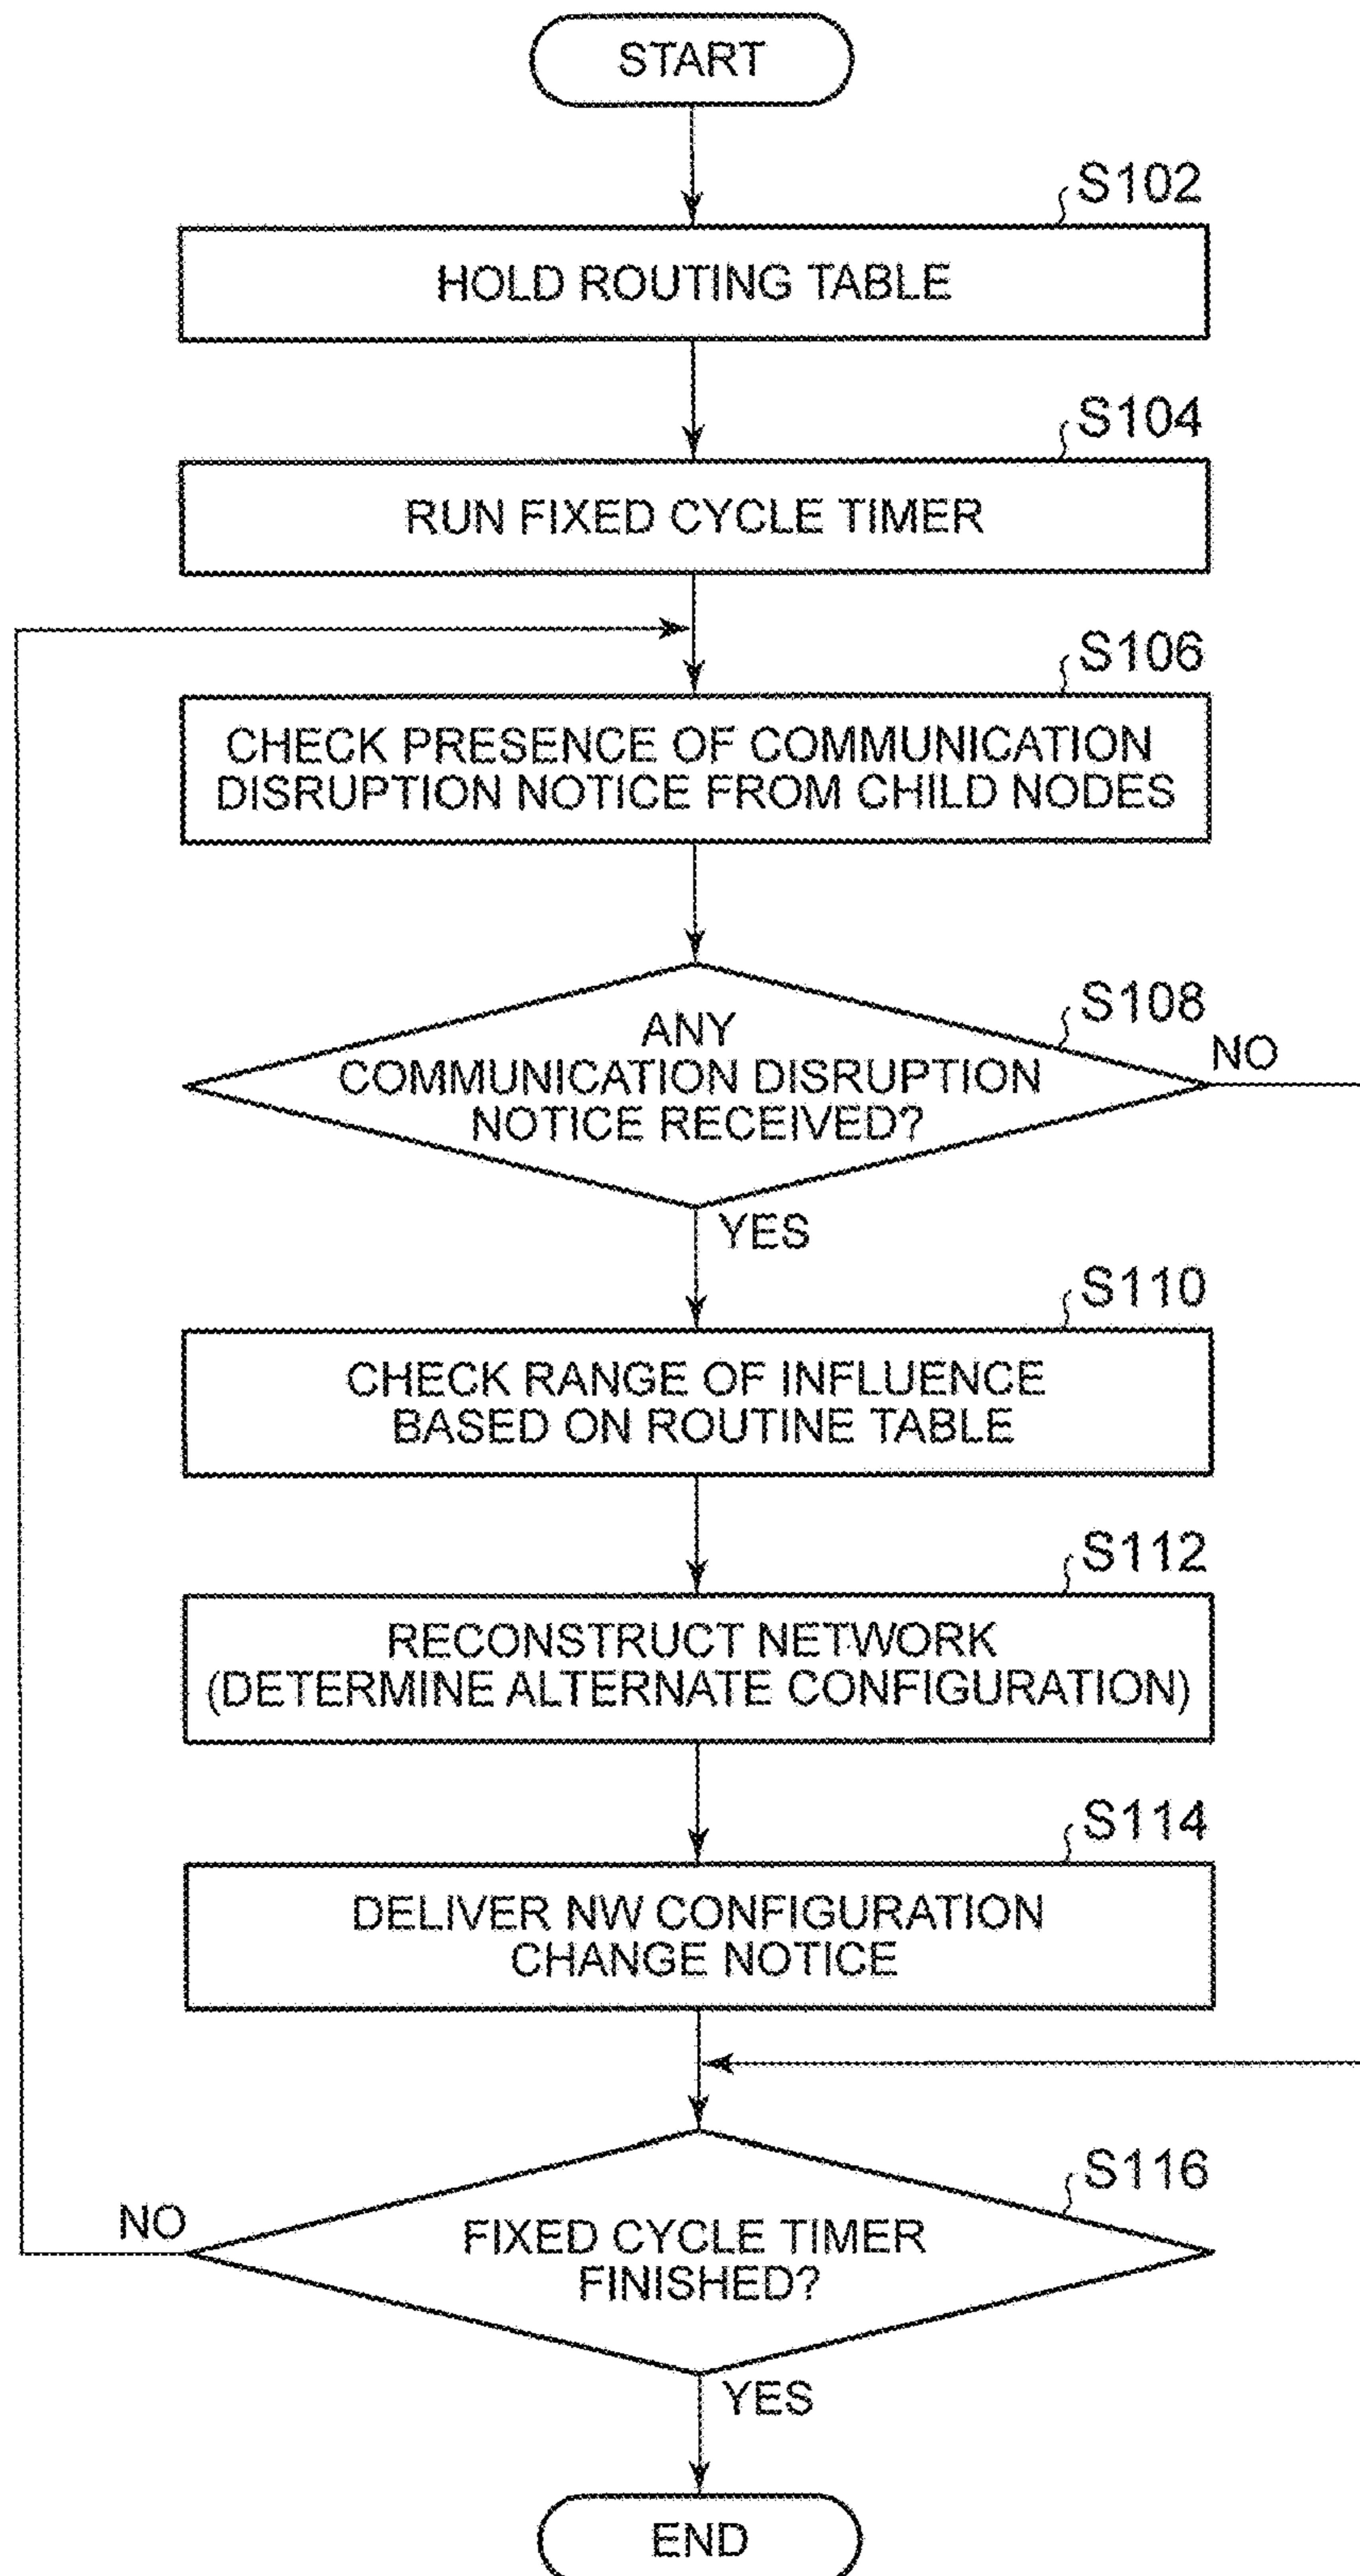 START
S102
HOLD ROUTING TABLE
S104
RUN FIXED CYCLE TIMER
S106
CHECK PRESENCE OF COMMUNICATION
DISRUPTION NOTICE FROM CHILD NODES
S108
ANY
COMMUNICATION DISRUPTION
NOTICE RECEIVED?
NO
YES
S110
CHECK RANGE OF INFLUENCE
BASED ON ROUTINE TABLE
S112
RECONSTRUCT NETWORK
(DETERMINE ALTERNATE CONFIGURATION)
S114
DELIVER NW CONFIGURATION
CHANGE NOTICE
S116
NO
FIXED CYCLE TIMER
FINISHED?
YES
END